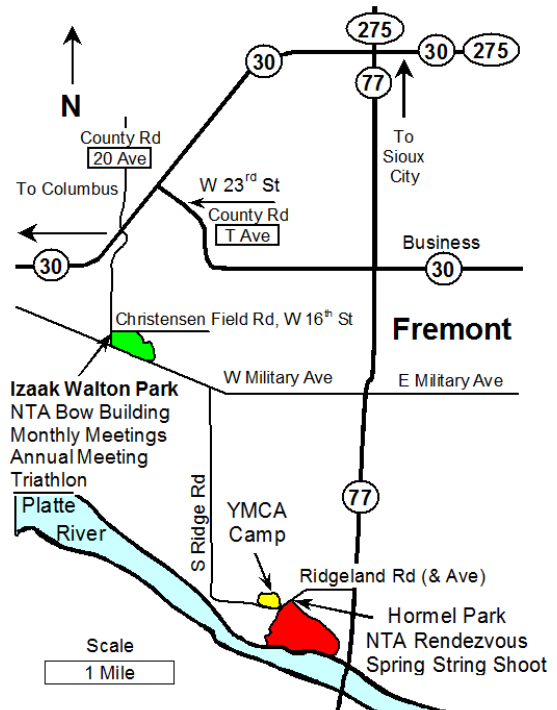 275
30
275
30
77
N
To
Sioux
City
County Rd
20 Ave
To Columbus
W 23rd St
County Rd
T Ave
Business
30
30
Christensen Field Rd, W 16th St
Fremont
W Military Ave
E Military Ave
Izaak Walton Park
NTA Bow Building
Monthly Meetings
Annual Meeting
Triathlon
Platte
River
S Ridge Rd
YMCA
Camp
77
Ridgeland Rd (& Ave)
Hormel Park
NTA Rendezvous
Spring String Shoot
Scale
1 Mile